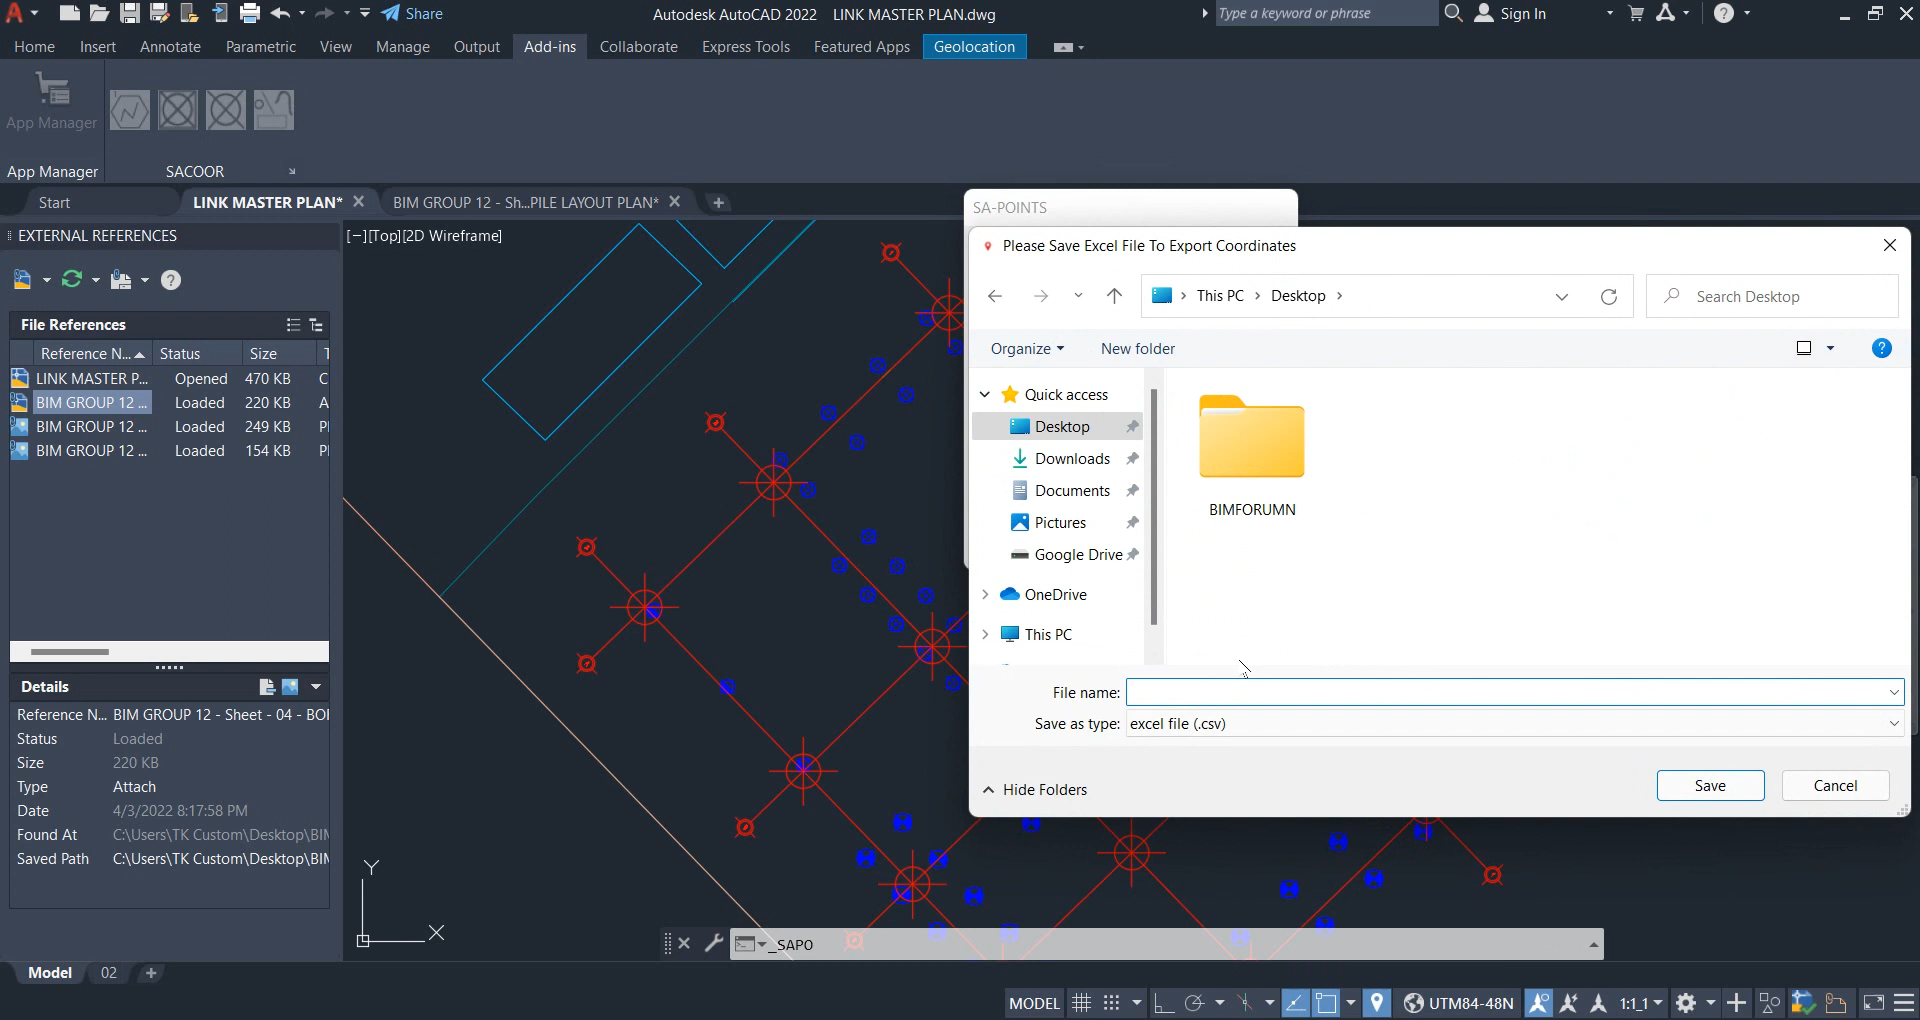 Share
Autodesk AutoCAD 2022 LINK MASTER PLAN.dwg
Type a keyword or phrase
Sign In
Home Insert Annotate Parametric View Manage Output Add-ins Collaborate Express Tools Featured Apps Geolocation
App Manager
App Manager
SACOOR
Start
LINK MASTER PLAN*
BIM GROUP 12 - Sh...PILE LAYOUT PLAN*
EXTERNAL REFERENCES
File References
Reference N... Status Size T
LINK MASTER P... Opened 470 KB C
BIM GROUP 12 ... Loaded 220 KB A
BIM GROUP 12 ... Loaded 249 KB P
BIM GROUP 12 ... Loaded 154 KB P
Details
Reference N... BIM GROUP 12 - Sheet - 04 - BO
Status Loaded
Size 220 KB
Type Attach
Date 4/3/2022 8:17:58 PM
Found At C:\Users\TK Custom\Desktop\BI
Saved Path C:\Users\TK Custom\Desktop\BI
[−][Top][2D Wireframe]
SA-POINTS
Please Save Excel File To Export Coordinates
This PC > Desktop >
Search Desktop
Organize
New folder
Quick access
Desktop
Downloads
Documents
Pictures
Google Drive
OneDrive
This PC
BIMFORUMN
File name:
Save as type: excel file (.csv)
Hide Folders
Save
Cancel
Y
X
_SAPO
Model
02
MODEL
UTM84-48N
1:1_1